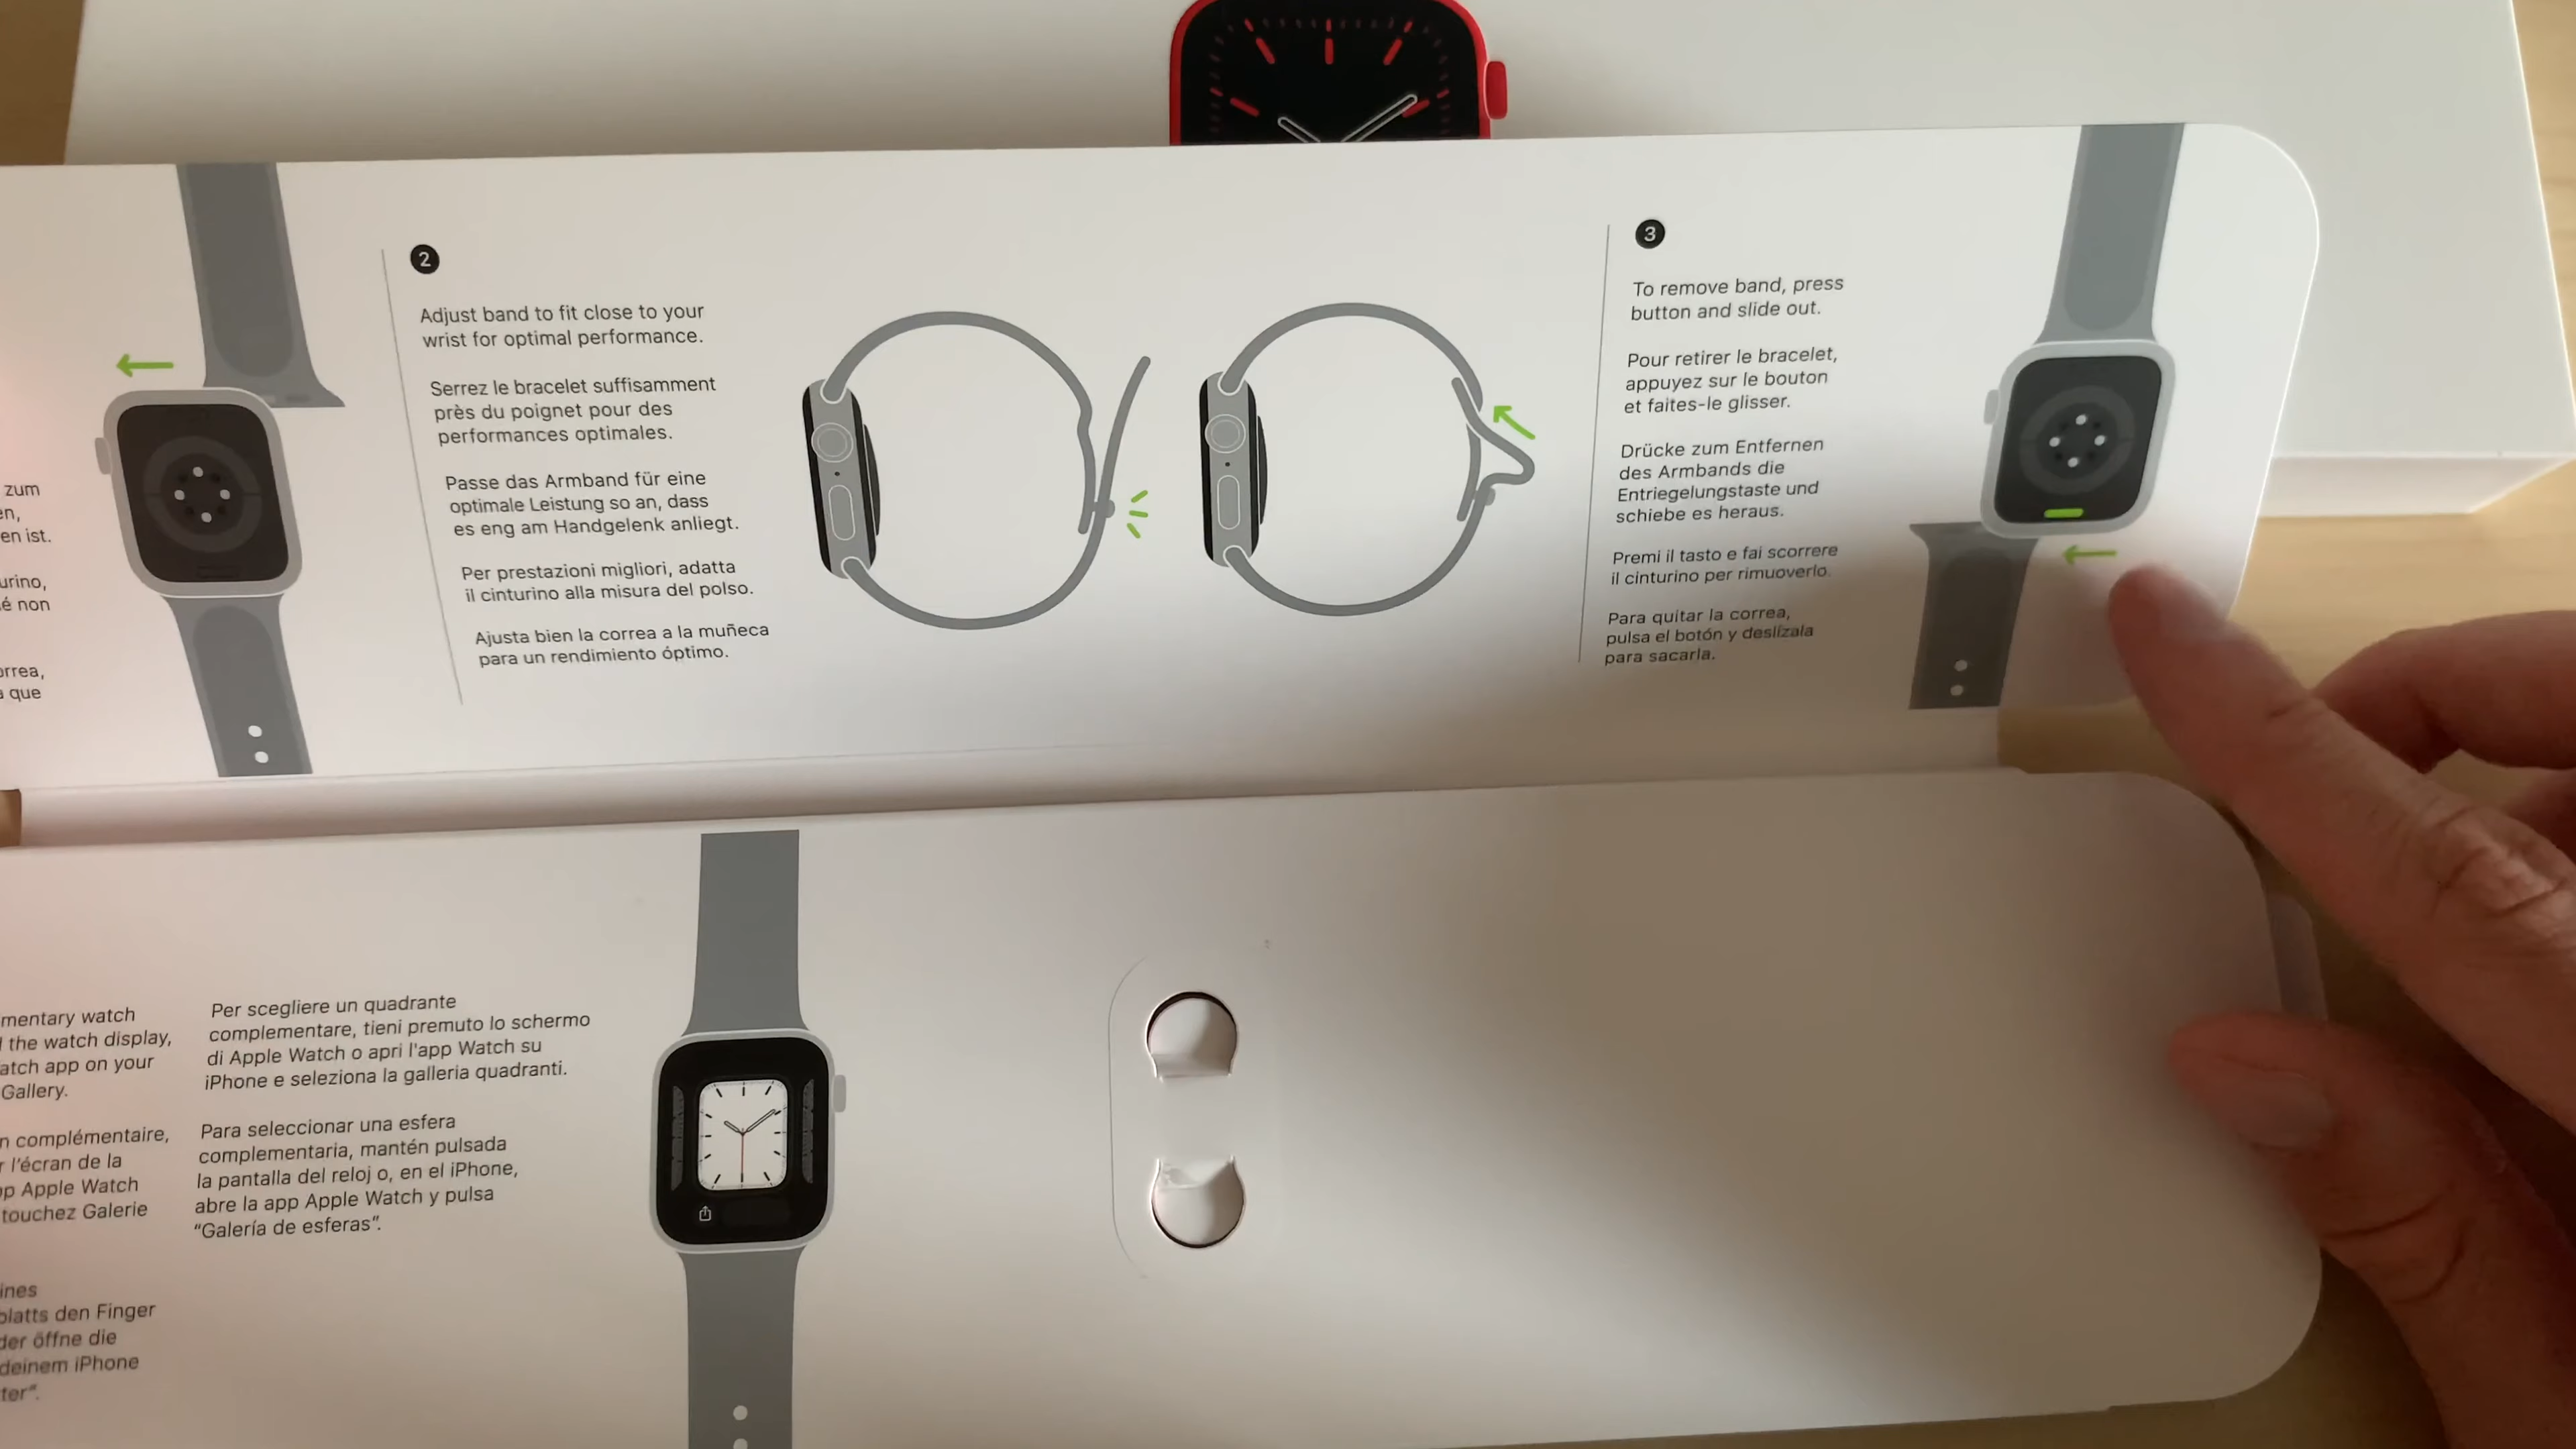 zum
en,
en ist.
urino,
é non
orrea,
a que
2
Adjust band to fit close to your
wrist for optimal performance.
Serrez le bracelet suffisamment
près du poignet pour des
performances optimales.
Passe das Armband für eine
optimale Leistung so an, dass
es eng am Handgelenk anliegt.
Per prestazioni migliori, adatta
il cinturino alla misura del polso.
Ajusta bien la correa a la muñeca
para un rendimiento óptimo.
3
To remove band, press
button and slide out.
Pour retirer le bracelet,
appuyez sur le bouton
et faites-le glisser.
Drücke zum Entfernen
des Armbands die
Entriegelungstaste und
schiebe es heraus.
Premi il tasto e fai scorrere
il cinturino per rimuoverlo.
Para quitar la correa,
pulsa el botón y deslízala
para sacarla.
mentary watch
the watch display,
atch app on your
Gallery.
n complémentaire,
r l'écran de la
pp Apple Watch
touchez Galerie
ines
blatts den Finger
der öffne die
deinem iPhone
ter“.
Per scegliere un quadrante
complementare, tieni premuto lo schermo
di Apple Watch o apri l'app Watch su
iPhone e seleziona la galleria quadranti.
Para seleccionar una esfera
complementaria, mantén pulsada
la pantalla del reloj o, en el iPhone,
abre la app Apple Watch y pulsa
“Galería de esferas”.